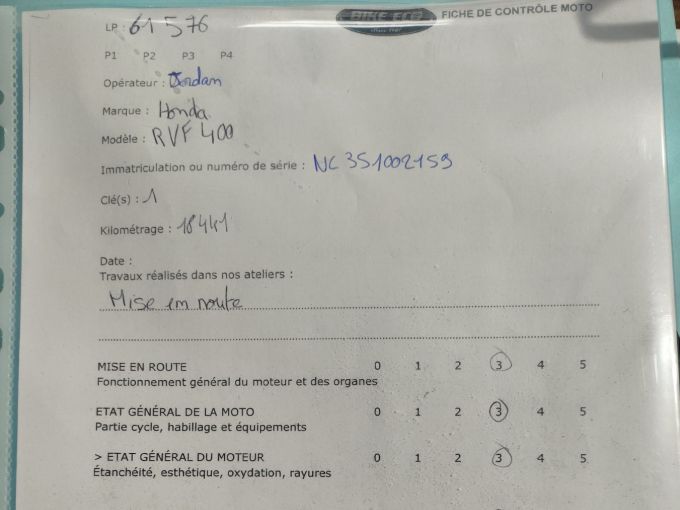 LP : 61576
BIKE ECO
FICHE DE CONTRÔLE MOTO
P1 P2 P3 P4
Opérateur : Jordan
Marque : Honda
Modèle : RVF 400
Immatriculation ou numéro de série : NC351002159
Clé(s) : 1
Kilométrage : 18441
Date :
Travaux réalisés dans nos ateliers :
Mise en route
MISE EN ROUTE 0 1 2 3 4 5
Fonctionnement général du moteur et des organes
ETAT GÉNÉRAL DE LA MOTO 0 1 2 3 4 5
Partie cycle, habillage et équipements
> ETAT GÉNÉRAL DU MOTEUR 0 1 2 3 4 5
Étanchéité, esthétique, oxydation, rayures